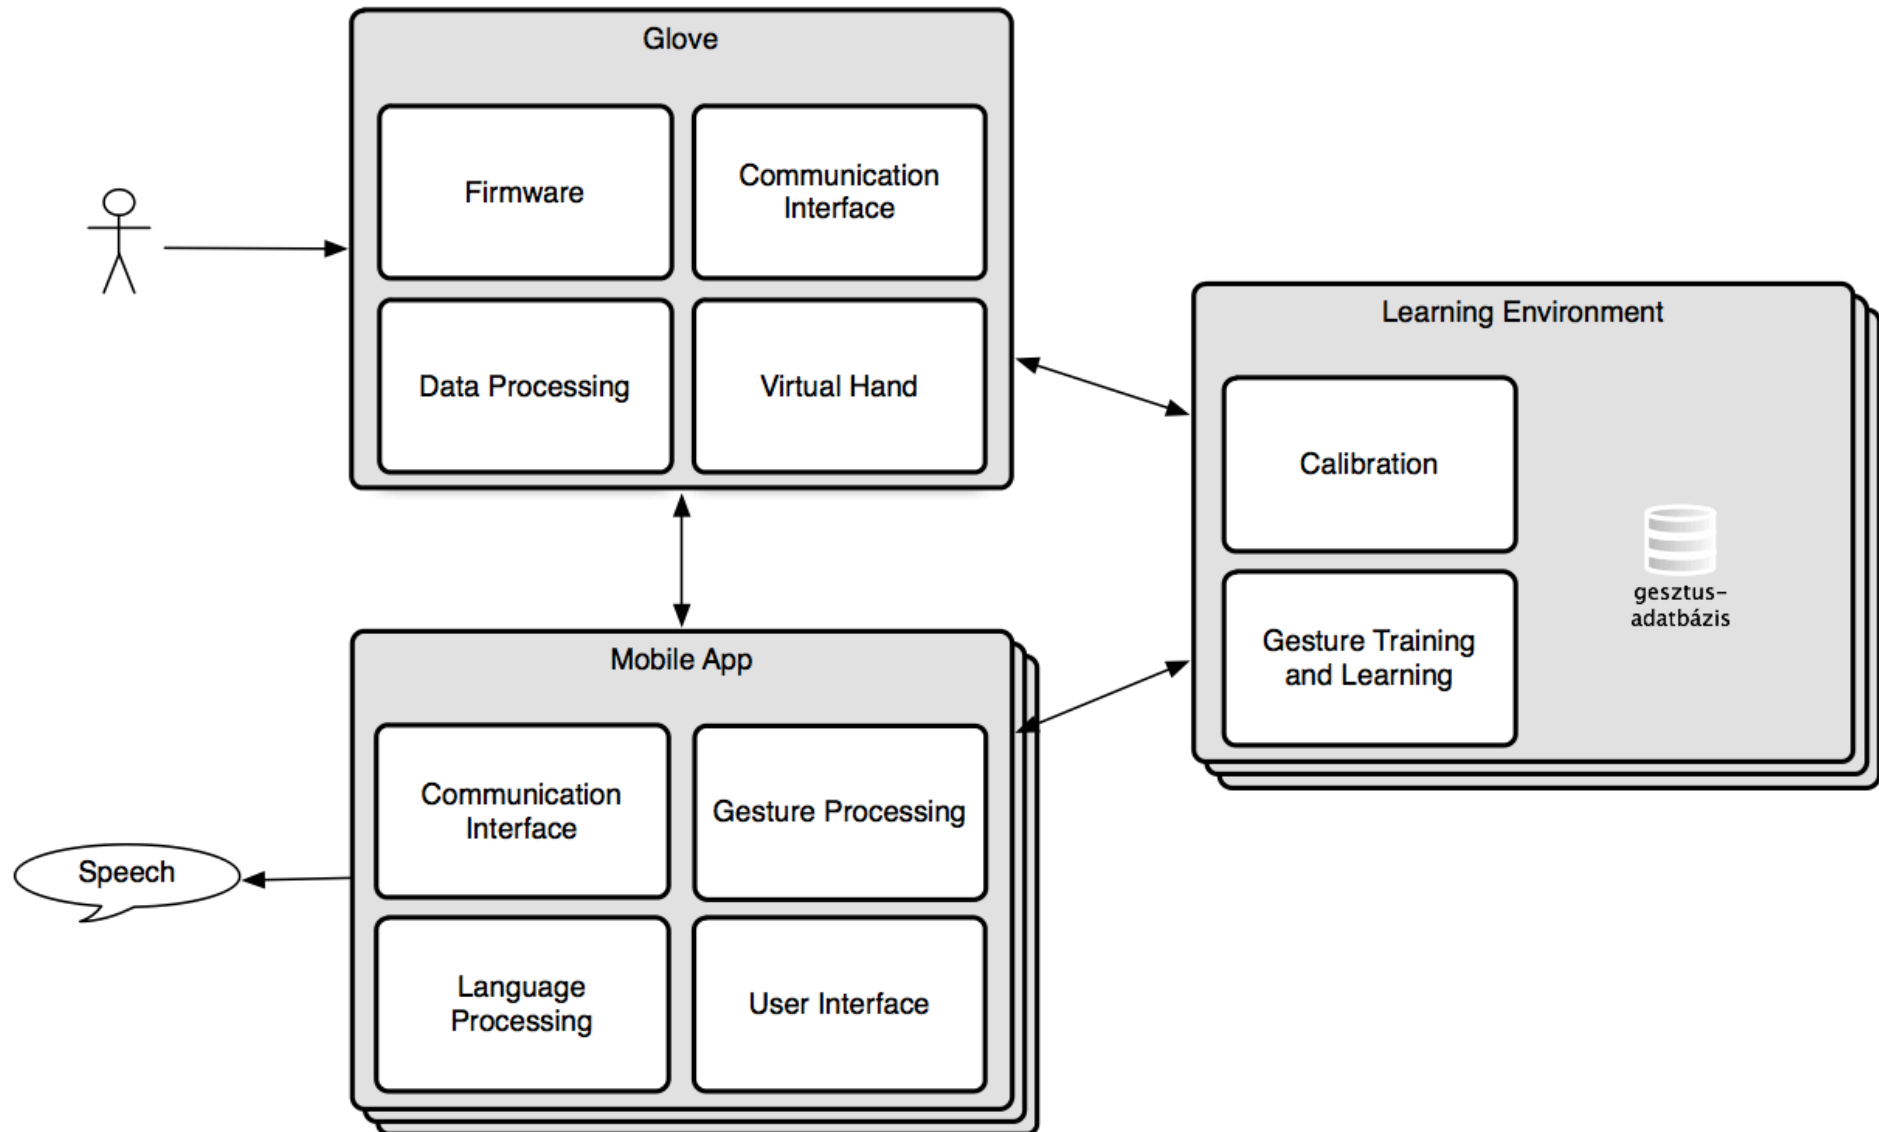 Glove
Firmware
Communication
Interface
Data Processing
Virtual Hand
Learning Environment
Calibration
gesztus-
adatbázis
Gesture Training
and Learning
Mobile App
Communication
Interface
Gesture Processing
Speech
Language
Processing
User Interface